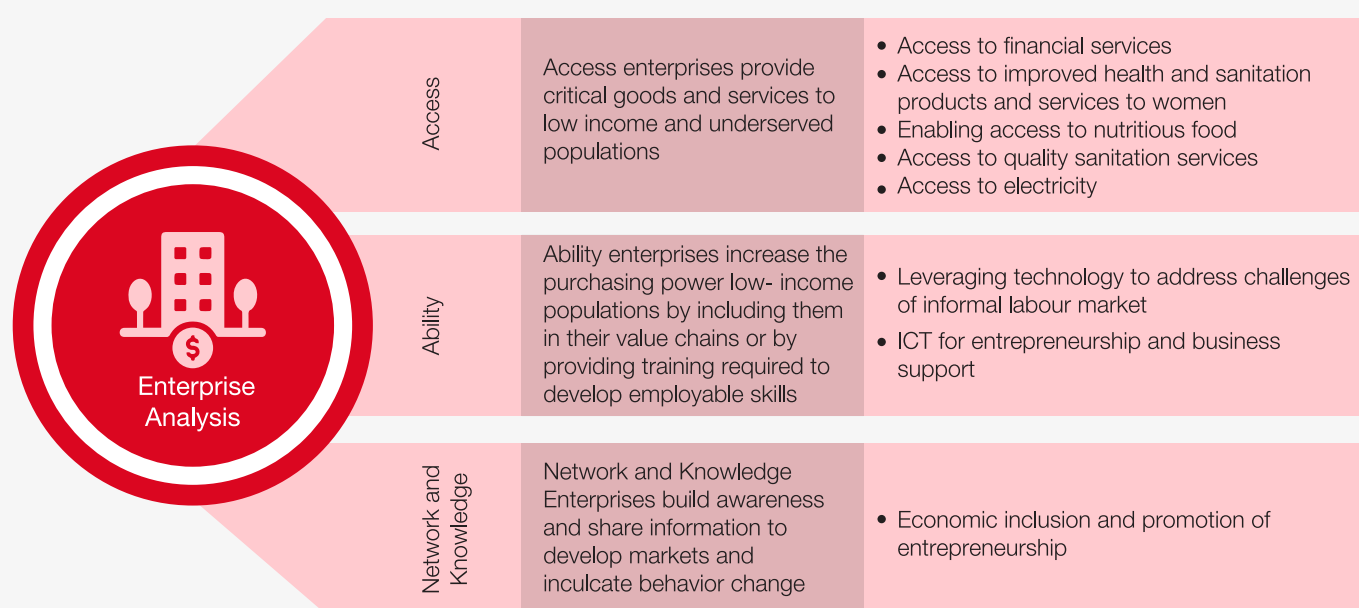 Enterprise
Analysis
$
Access
Access enterprises provide
critical goods and services to
low income and underserved
populations
• Access to financial services
• Access to improved health and sanitation
products and services to women
• Enabling access to nutritious food
• Access to quality sanitation services
• Access to electricity
Ability
Ability enterprises increase the
purchasing power low- income
populations by including them
in their value chains or by
providing training required to
develop employable skills
• Leveraging technology to address challenges
of informal labour market
• ICT for entrepreneurship and business
support
Network and
Knowledge
Network and Knowledge
Enterprises build awareness
and share information to
develop markets and
inculcate behavior change
• Economic inclusion and promotion of
entrepreneurship